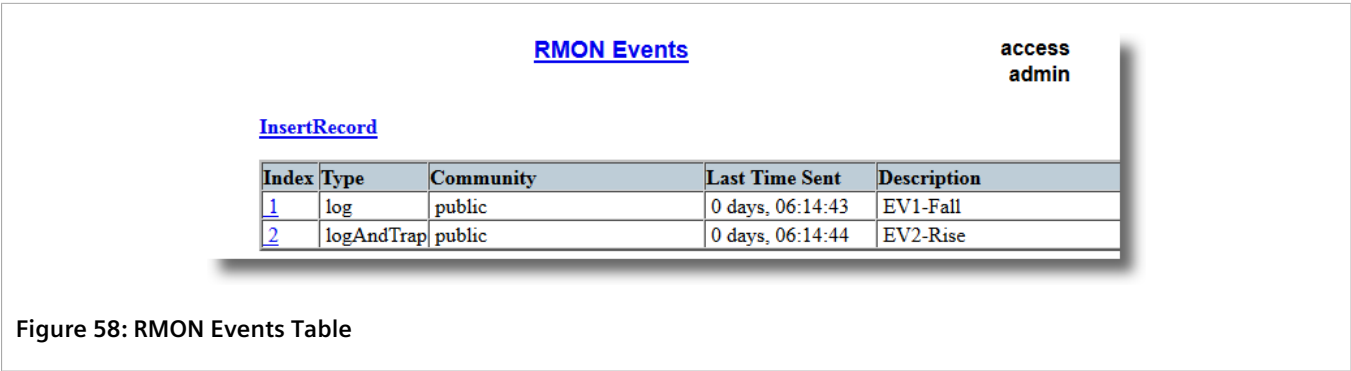 RMON Events
access
admin
InsertRecord
Index Type Community Last Time Sent Description
1 log public 0 days, 06:14:43 EV1-Fall
2 logAndTrap public 0 days, 06:14:44 EV2-Rise
Figure 58: RMON Events Table